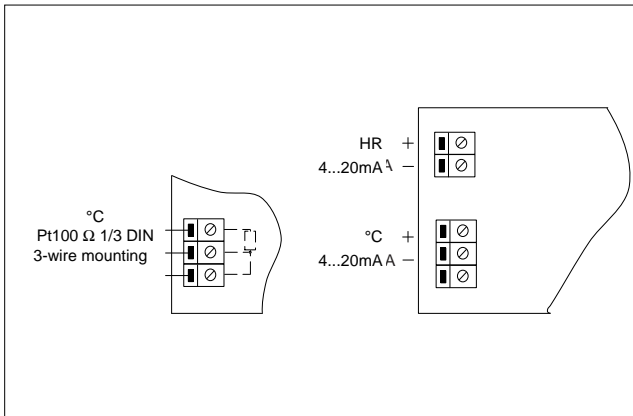 °C
Pt100 Ω 1/3 DIN
3-wire mounting
HR +
4...20mA A −
°C +
4...20mA A −